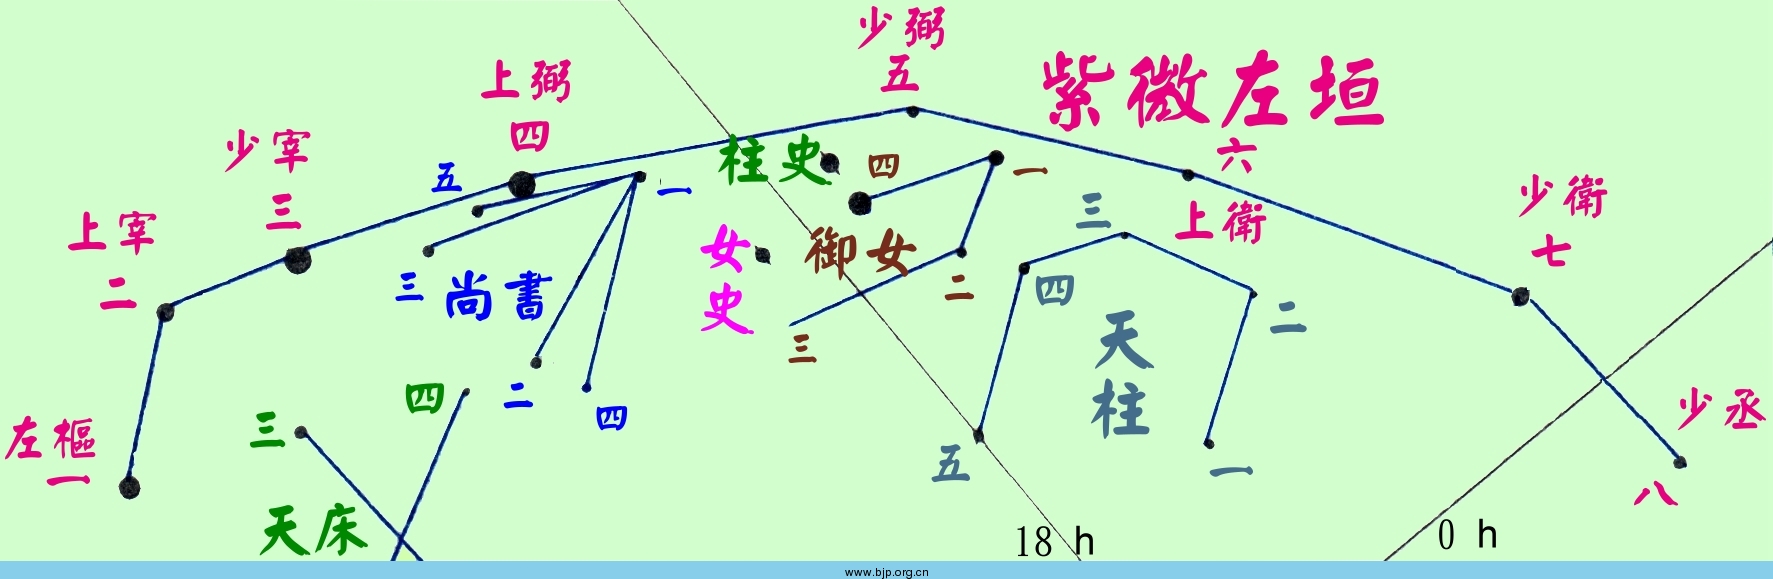 少弼
五
紫微左垣
上弼
四
少宰
三
五
一
柱史
四
一
六
少衛
七
上宰
二
三
上衛
女史
御女
二
三
尚書
四
二
天柱
三
左樞
一
三
四
二
四
五
一
少丞
八
天床
18 h
0 h
www.bjp.org.cn